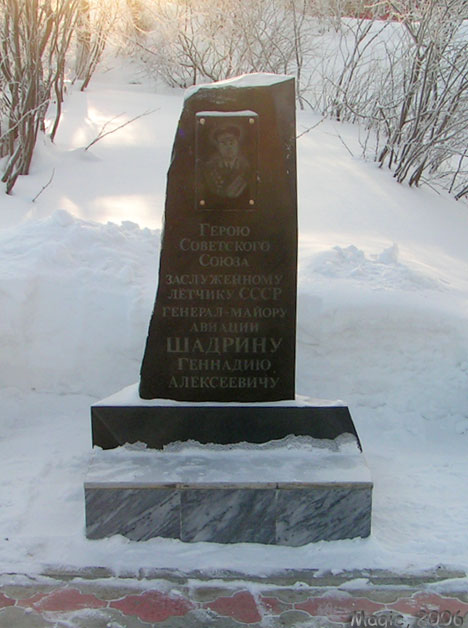 Герою
Советского
Союза
заслуженному
летчику СССР
генерал-майору
авиации
Шадрину
Геннадию
Алексеевичу
Magic, 2006